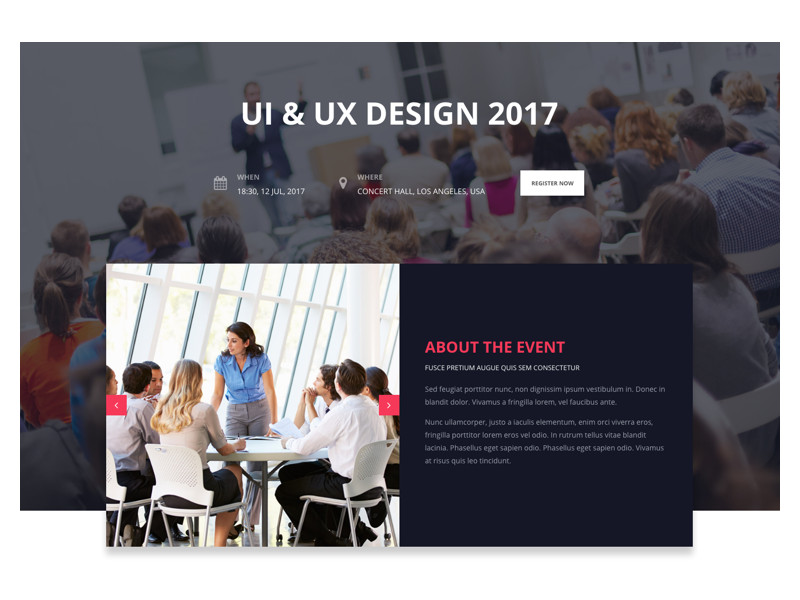 UI & UX DESIGN 2017
WHEN
18:30, 12 JUL, 2017
WHERE
CONCERT HALL, LOS ANGELES, USA
REGISTER NOW
ABOUT THE EVENT
FUSCE PRETIUM AUGUE QUIS SEM CONSECTETUR
Sed feugiat porttitor nunc, non dignissim ipsum vestibulum in. Donec in
blandit dolor. Vivamus a fringilla lorem, vel faucibus ante.
Nunc ullamcorper, justo a iaculis elementum, enim orci viverra eros,
fringilla porttitor lorem eros vel odio. In rutrum tellus vitae blandit
lacinia. Phasellus eget sapien odio. Phasellus eget sapien odio. Vivamus
at risus quis leo tincidunt.